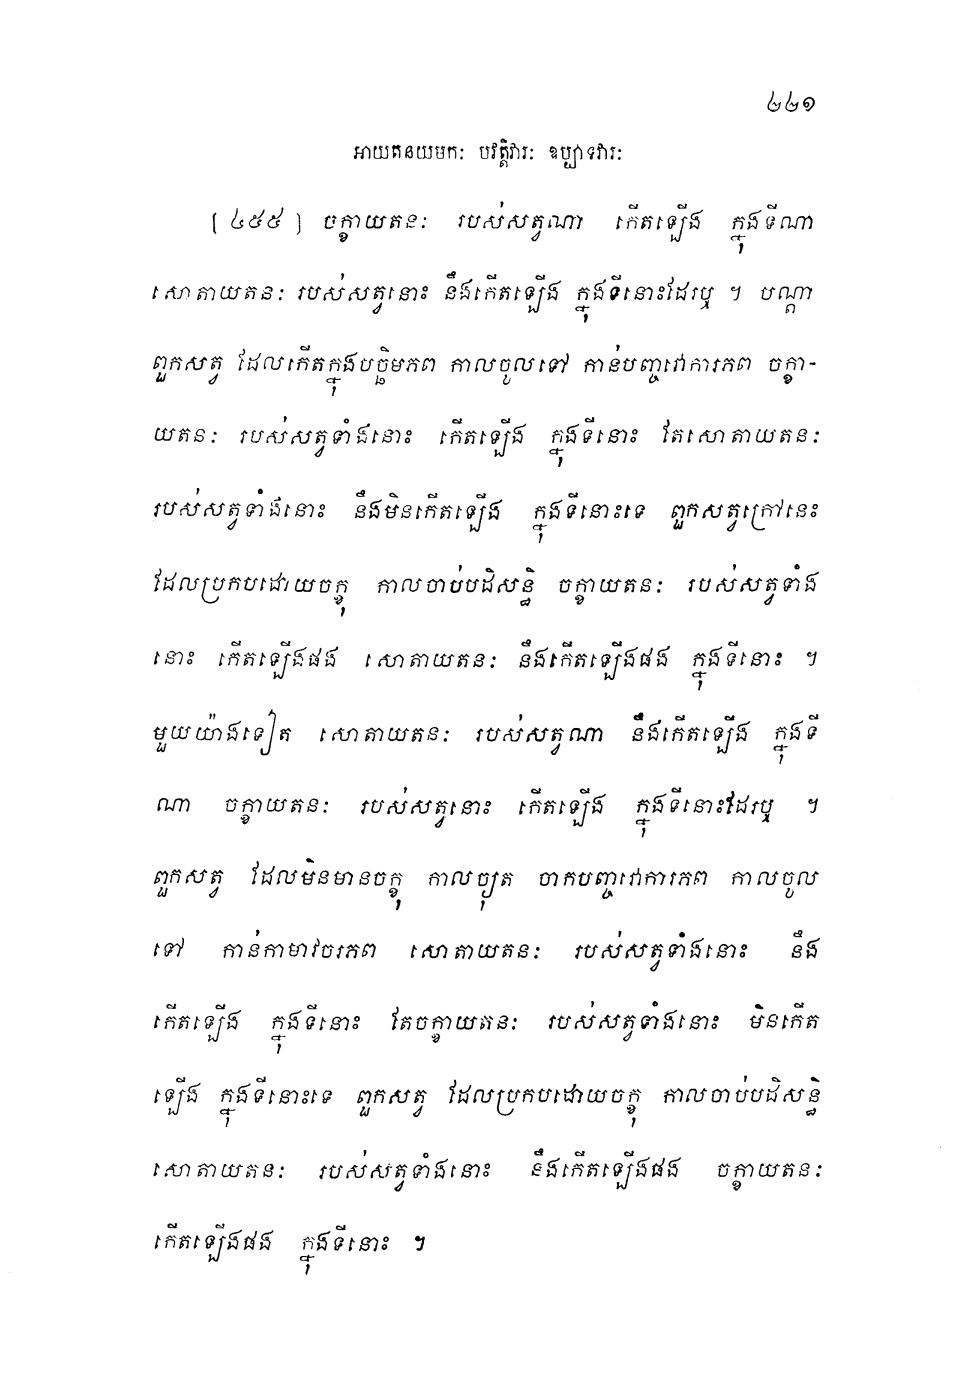 ២២១
អាយតនយមកៈ បវត្តិវារៈ ឧប្បាទវារៈ
[ ៤៥៥ ] ចក្ខាយតនៈ របស់សត្វណា កើតឡើង ក្នុងទីណា
សោតាយតនៈ របស់សត្វនោះ នឹងកើតឡើង ក្នុងទីនោះដែរឬ ។ បណ្តា
ពួកសត្វ ដែលកើតក្នុងបច្ឆិមភព កាលចូលទៅ កាន់បញ្ចវោការភព ចក្ខា-
យតនៈ របស់សត្វទាំងនោះ កើតឡើង ក្នុងទីនោះ តែសោតាយតនៈ
របស់សត្វទាំងនោះ នឹងមិនកើតឡើង ក្នុងទីនោះទេ ពួកសត្វក្រៅនេះ
ដែលប្រកបដោយចក្ខុ កាលចាប់បដិសន្ធិ ចក្ខាយតនៈ របស់សត្វទាំង
នោះ កើតឡើងផង សោតាយតនៈ នឹងកើតឡើងផង ក្នុងទីនោះ ។
មួយយ៉ាងទៀត សោតាយតនៈ របស់សត្វណា នឹងកើតឡើង ក្នុងទី
ណា ចក្ខាយតនៈ របស់សត្វនោះ កើតឡើង ក្នុងទីនោះដែរឬ ។
ពួកសត្វ ដែលមិនមានចក្ខុ កាលច្យុត ចាកបញ្ចវោការភព កាលចូល
ទៅ កាន់កាមាវចរភព សោតាយតនៈ របស់សត្វទាំងនោះ នឹង
កើតឡើង ក្នុងទីនោះ តែចក្ខាយតនៈ របស់សត្វទាំងនោះ មិនកើត
ឡើង ក្នុងទីនោះទេ ពួកសត្វ ដែលប្រកបដោយចក្ខុ កាលចាប់បដិសន្ធិ
សោតាយតនៈ របស់សត្វទាំងនោះ នឹងកើតឡើងផង ចក្ខាយតនៈ
កើតឡើងផង ក្នុងទីនោះ ។